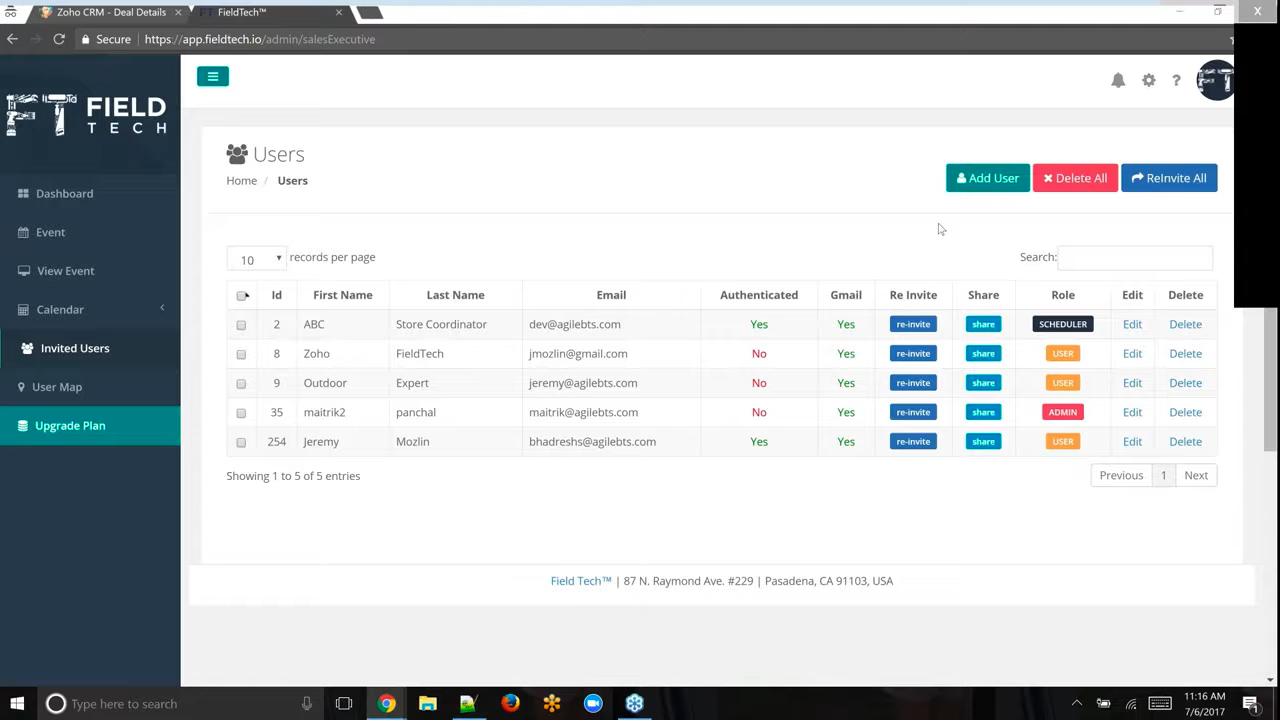 Zoho CRM - Deal Details
FieldTech™
Secure https://app.fieldtech.io/admin/salesExecutive
FT FIELD TECH
FT
Dashboard
Event
View Event
Calendar
Invited Users
User Map
Upgrade Plan
Users
Home / Users
Add User Delete All ReInvite All
10 records per page
Search:
Id First Name Last Name Email Authenticated Gmail Re Invite Share Role Edit Delete
2 ABC Store Coordinator dev@agilebts.com Yes Yes re-invite share SCHEDULER Edit Delete
8 Zoho FieldTech jmozlin@gmail.com No Yes re-invite share USER Edit Delete
9 Outdoor Expert jeremy@agilebts.com No Yes re-invite share USER Edit Delete
35 maitrik2 panchal maitrik@agilebts.com No Yes re-invite share ADMIN Edit Delete
254 Jeremy Mozlin bhadreshs@agilebts.com Yes Yes re-invite share USER Edit Delete
Showing 1 to 5 of 5 entries
Previous 1 Next
Field Tech™ | 87 N. Raymond Ave. #229 | Pasadena, CA 91103, USA
Type here to search
11:16 AM
7/6/2017
1